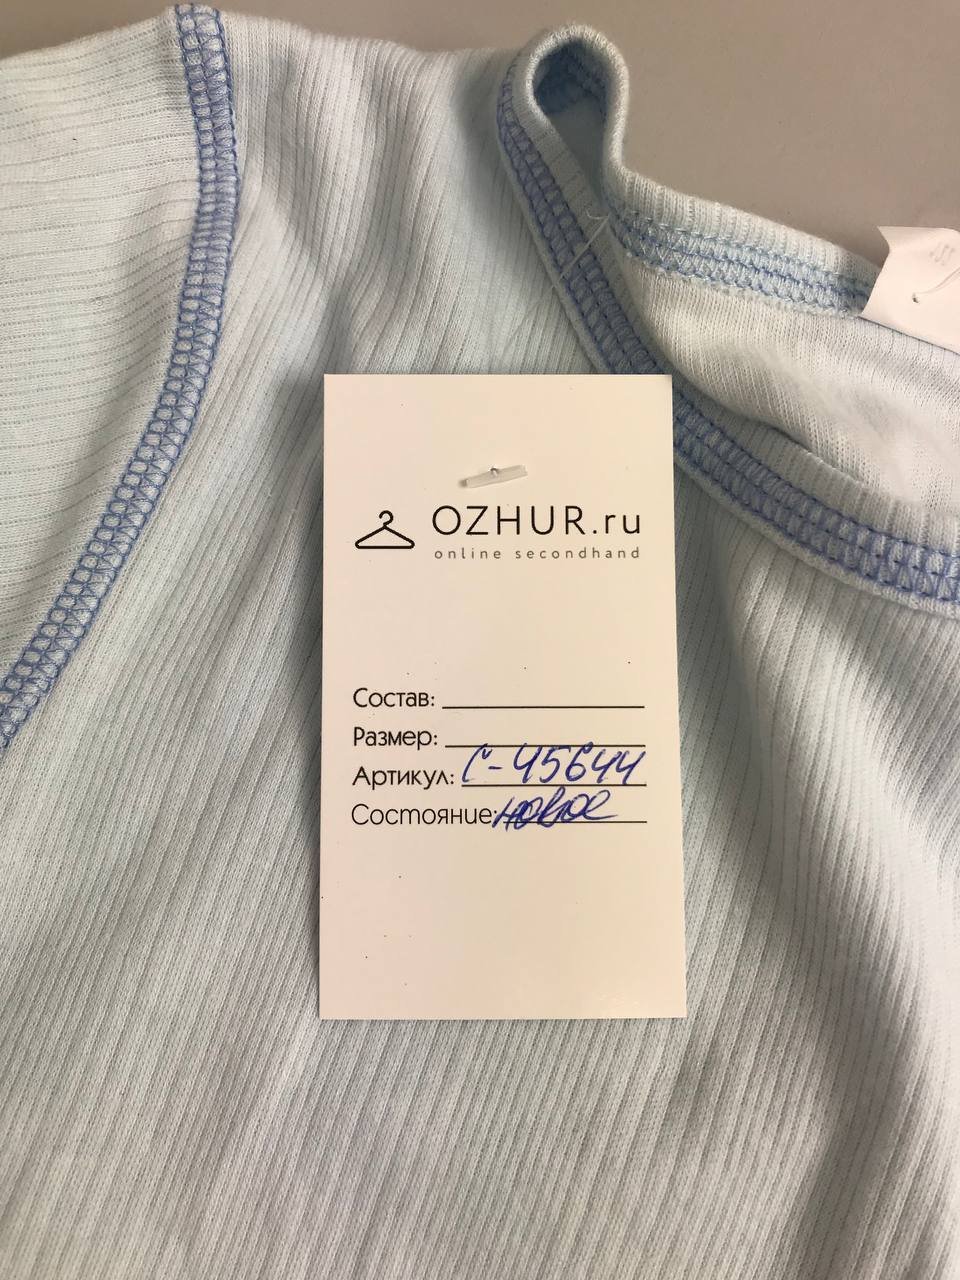 OZHUR.ru
online secondhand
Состав:
Размер:
Артикул: С-45644
Состояние: новое